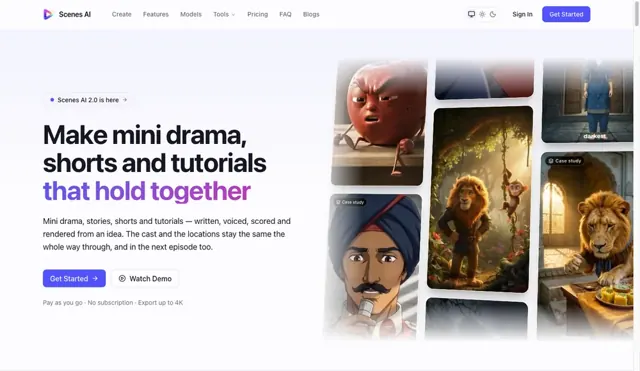 Scenes AI
Create
Features
Models
Tools
Pricing
FAQ
Blogs
Sign In
Get Started
Scenes AI 2.0 is here →
Make mini drama,
shorts and tutorials
that hold together
Mini drama, stories, shorts and tutorials — written, voiced, scored and
rendered from an idea. The cast and the locations stay the same the
whole way through, and in the next episode too.
Get Started →
Watch Demo
Pay as you go · No subscription · Export up to 4K
Case study
darkest,
Case study